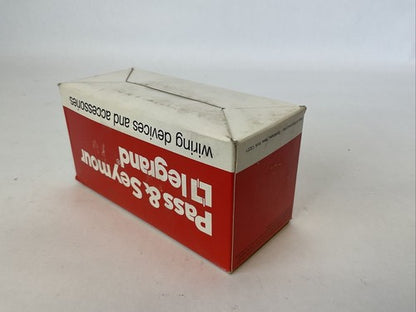 Pass & Seymour
legrand
wiring devices and accessories